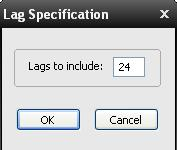 Lag Specification x
Lags to include: 24
OK Cancel